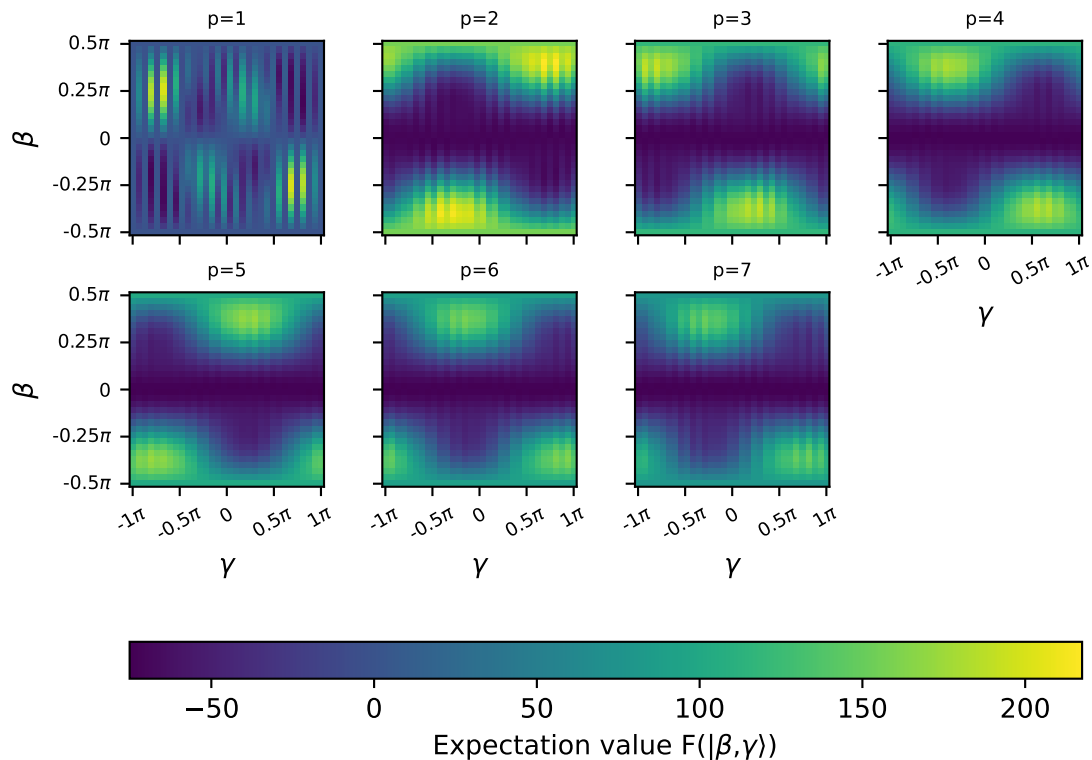 p=1
p=2
p=3
p=4
0.5π
0.25π
0
-0.25π
-0.5π
β
-1π
-0.5π
0
0.5π
1π
γ
p=5
p=6
p=7
0.5π
0.25π
0
-0.25π
-0.5π
β
-1π
-0.5π
0
0.5π
1π
-1π
-0.5π
0
0.5π
1π
-1π
-0.5π
0
0.5π
1π
γ
γ
γ
−50
0
50
100
150
200
Expectation value F(|β,γ⟩)